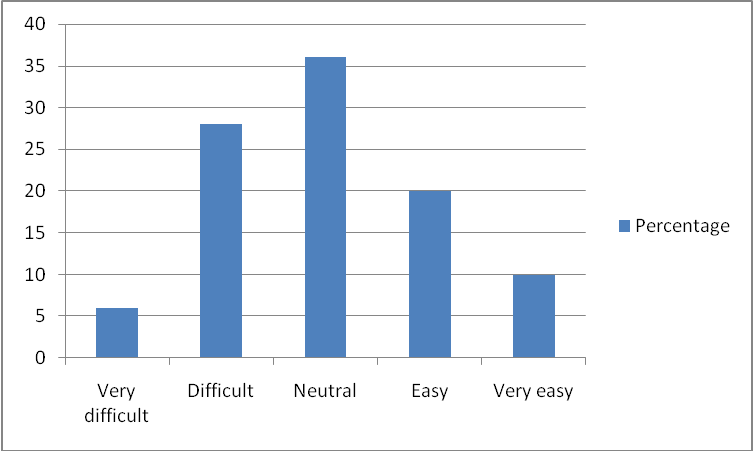 40
35
30
25
20
15
10
5
0
Very
difficult
Difficult
Neutral
Easy
Very easy
Percentage